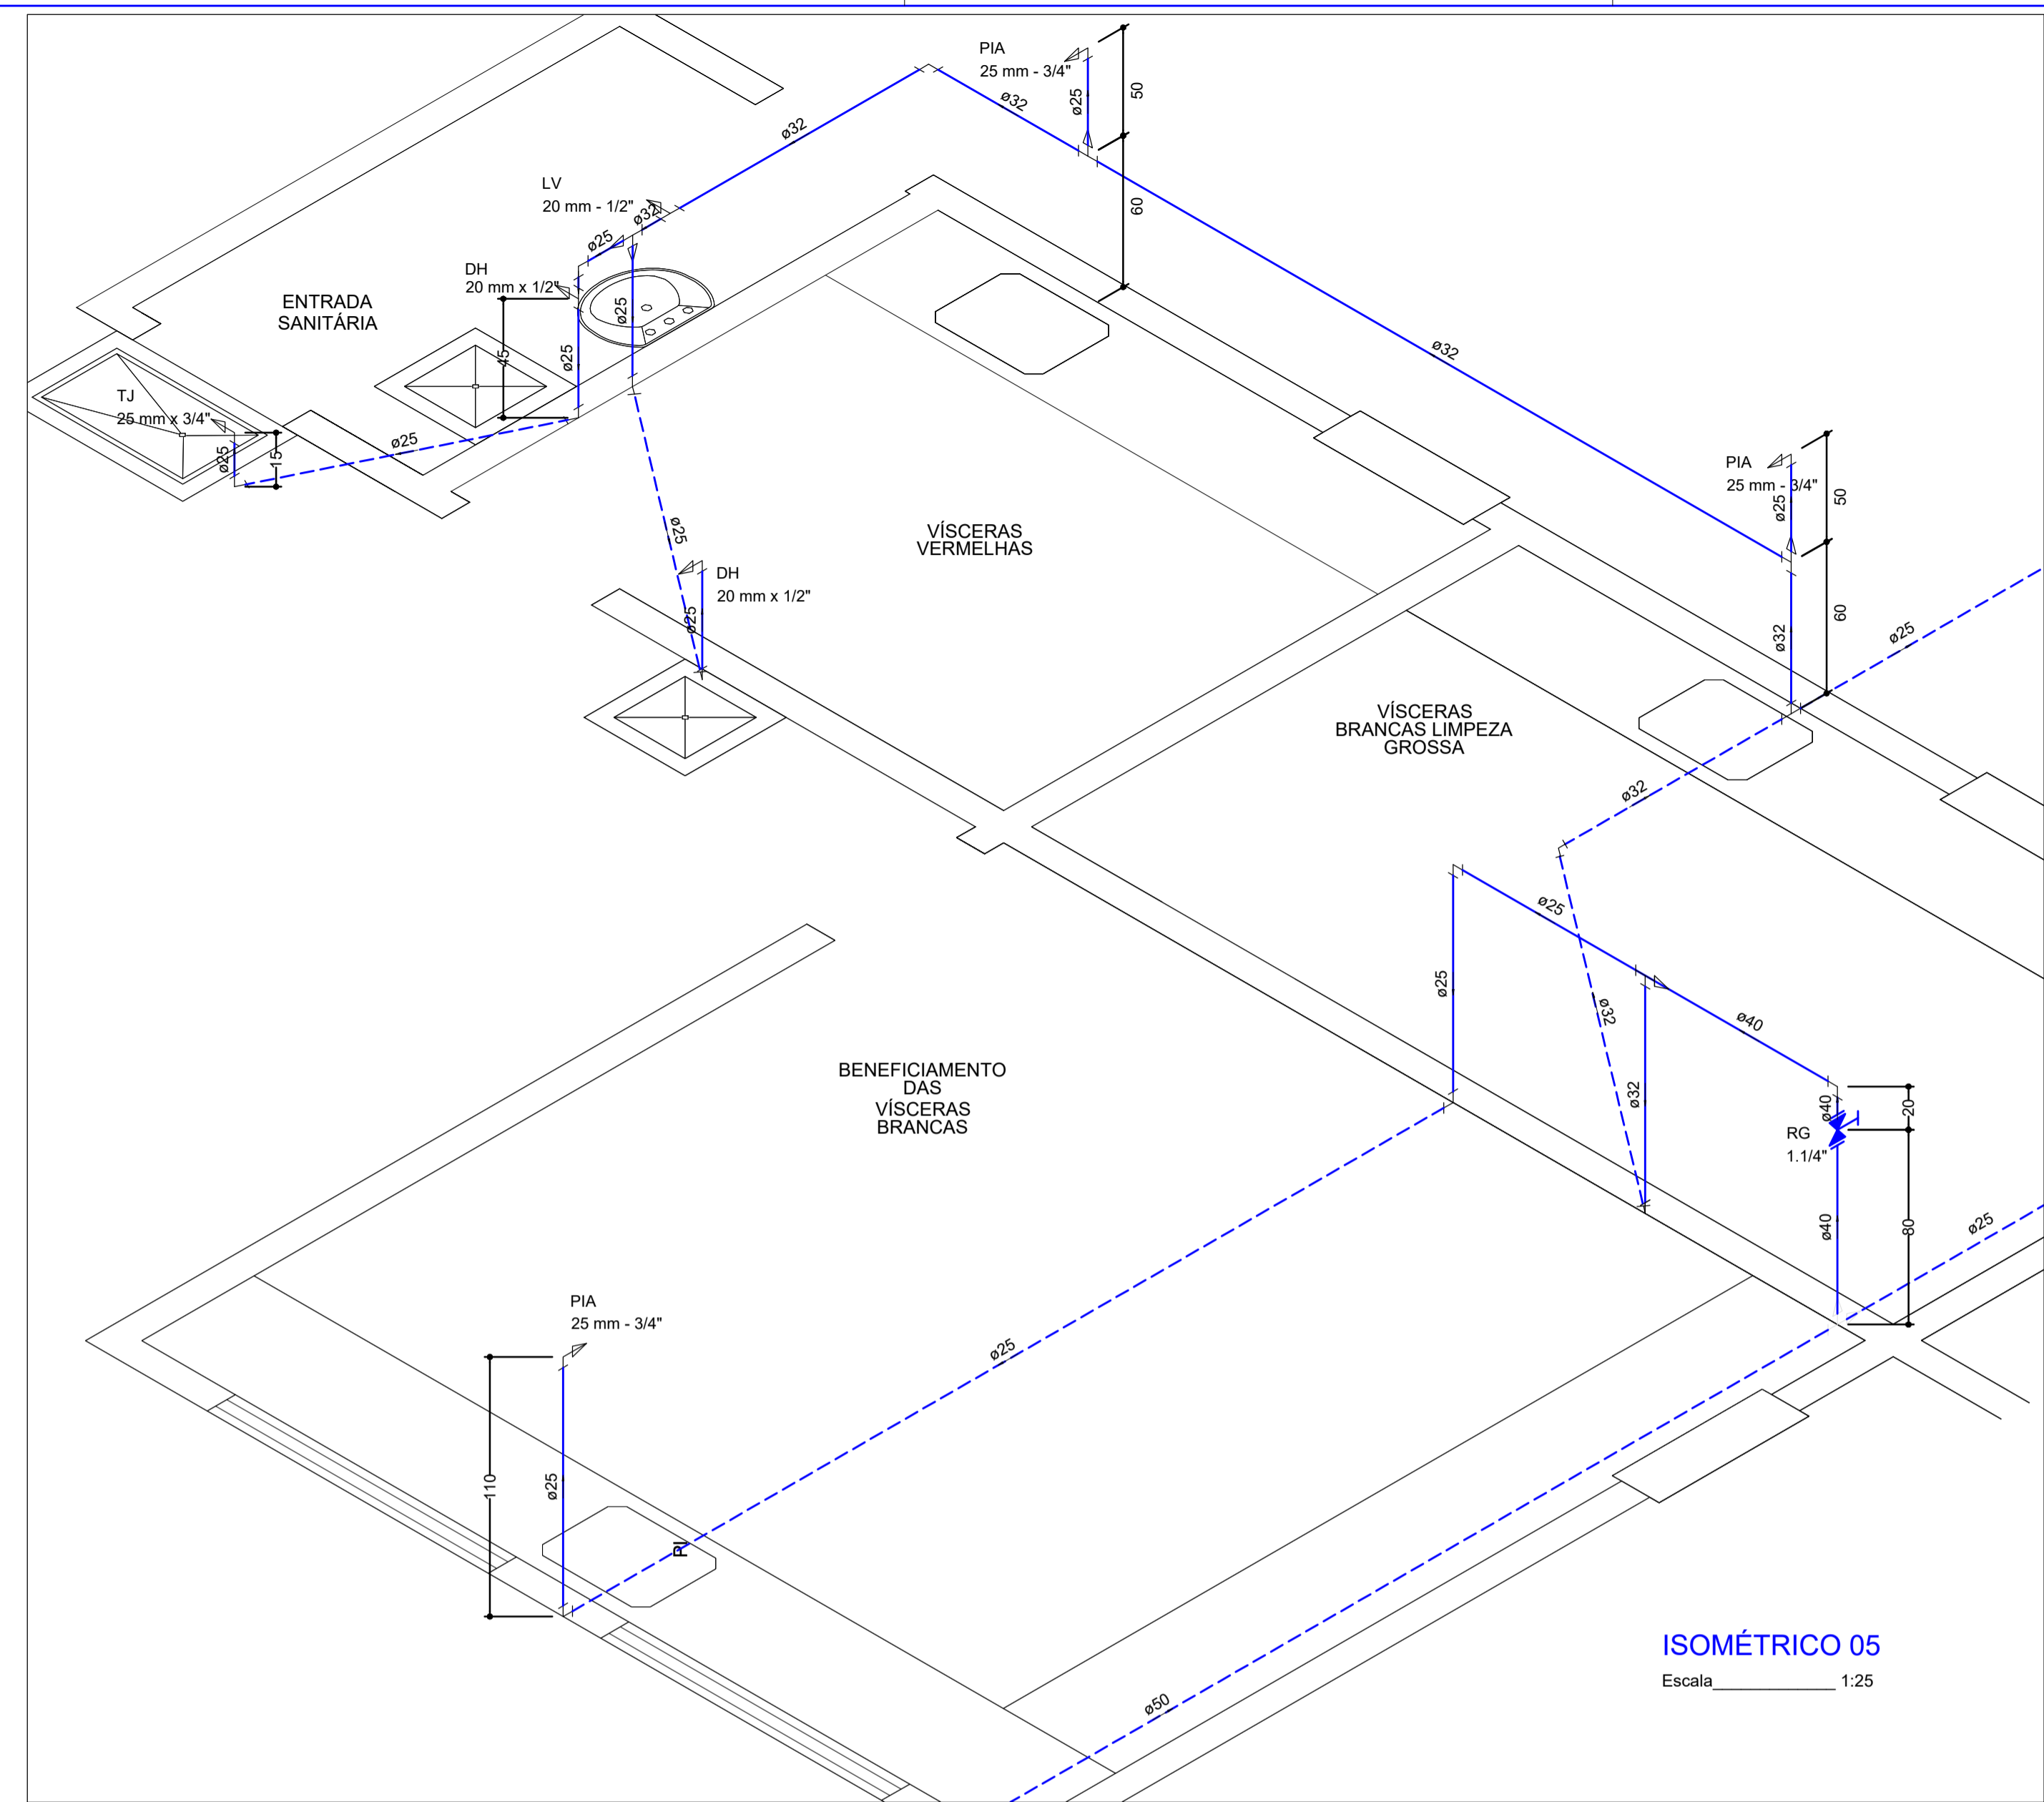 PIA
25 mm - 3/4"
ø25
50
60
ø32
ø32
LV
20 mm - 1/2"
ø32
ø25
DH
20 mm x 1/2"
ø25
ø25
45
ENTRADA
SANITÁRIA
TJ
25 mm x 3/4"
ø25
15
ø25
ø32
PIA
25 mm - 3/4"
ø25
50
60
ø32
ø25
VÍSCERAS
VERMELHAS
ø25
DH
20 mm x 1/2"
ø25
VÍSCERAS
BRANCAS LIMPEZA
GROSSA
ø32
ø25
ø25
ø32
ø32
ø40
ø40
20
RG
1.1/4"
ø40
80
ø25
BENEFICIAMENTO
DAS
VÍSCERAS
BRANCAS
PIA
25 mm - 3/4"
110
ø25
ø25
PI
ø50
ISOMÉTRICO 05
Escala______________ 1:25